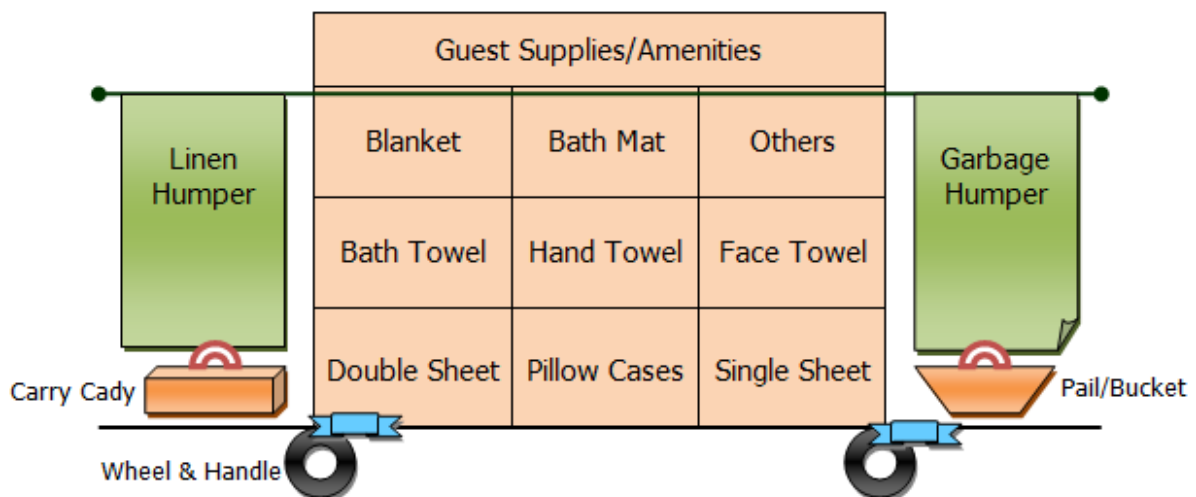 Guest Supplies/Amenities
Linen
Humper
Blanket
Bath Mat
Others
Garbage
Humper
Bath Towel
Hand Towel
Face Towel
Double Sheet
Pillow Cases
Single Sheet
Carry Cady
Pail/Bucket
Wheel & Handle